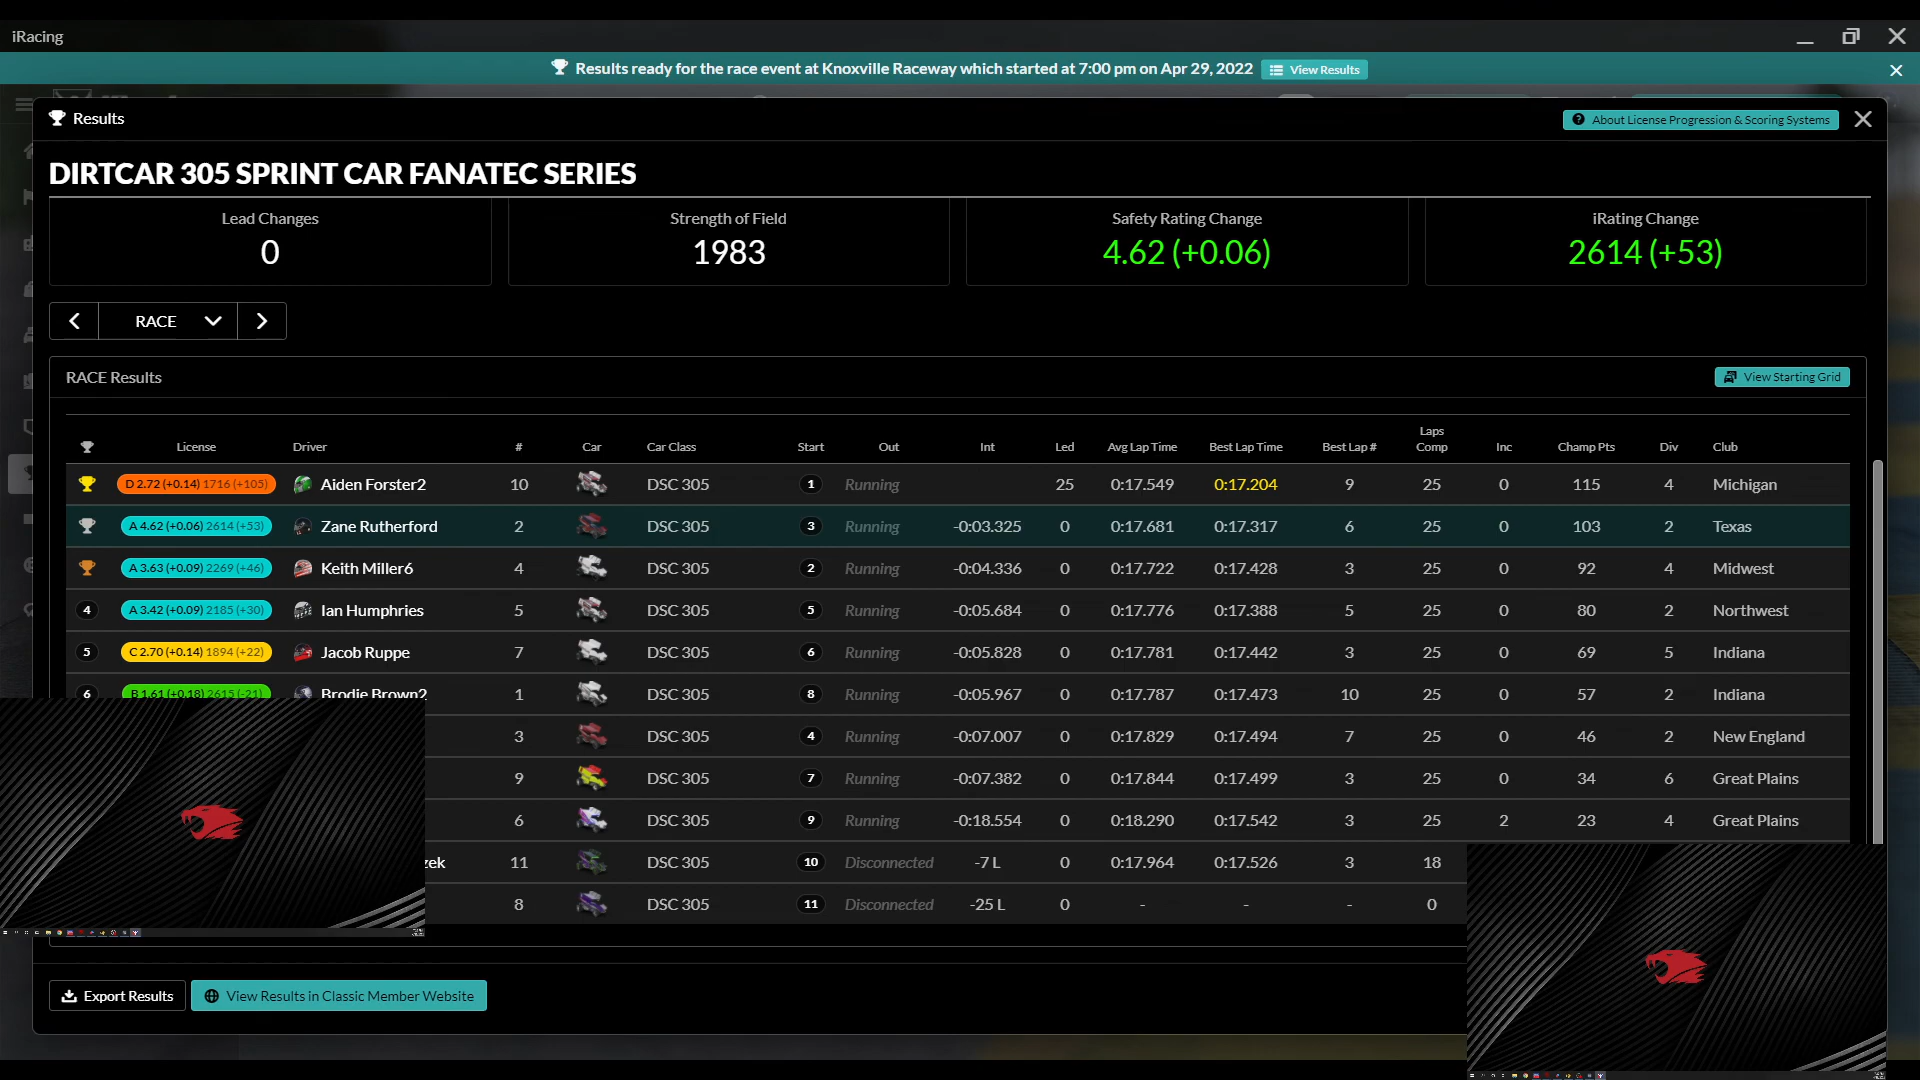 iRacing
Results ready for the race event at Knoxville Raceway which started at 7:00 pm on Apr 29, 2022 View Results
Results About License Progression & Scoring Systems
DIRTCAR 305 SPRINT CAR FANATEC SERIES
Lead Changes Strength of Field Safety Rating Change iRating Change
0 1983 4.62 (+0.06) 2614 (+53)
RACE
RACE Results View Starting Grid
License Driver # Car Car Class Start Out Int Led Avg Lap Time Best Lap Time Best Lap # Laps Comp Inc Champ Pts Div Club
D 2.72 (+0.14) 1716 (+105) Aiden Forster2 10 DSC 305 1 Running 25 0:17.549 0:17.204 9 25 0 115 4 Michigan
A 4.62 (+0.06) 2614 (+53) Zane Rutherford 2 DSC 305 3 Running -0:03.325 0 0:17.681 0:17.317 6 25 0 103 2 Texas
A 3.63 (+0.09) 2269 (+46) Keith Miller6 4 DSC 305 2 Running -0:04.336 0 0:17.722 0:17.428 3 25 0 92 4 Midwest
4 A 3.42 (+0.09) 2185 (+30) Ian Humphries 5 DSC 305 5 Running -0:05.684 0 0:17.776 0:17.388 5 25 0 80 2 Northwest
5 C 2.70 (+0.14) 1894 (+22) Jacob Ruppe 7 DSC 305 6 Running -0:05.828 0 0:17.781 0:17.442 3 25 0 69 5 Indiana
6 B 1.61 (+0.18) 2615 (-21) Brodie Brown2 1 DSC 305 8 Running -0:05.967 0 0:17.787 0:17.473 10 25 0 57 2 Indiana
3 DSC 305 4 Running -0:07.007 0 0:17.829 0:17.494 7 25 0 46 2 New England
9 DSC 305 7 Running -0:07.382 0 0:17.844 0:17.499 3 25 0 34 6 Great Plains
6 DSC 305 9 Running -0:18.554 0 0:18.290 0:17.542 3 25 2 23 4 Great Plains
zek 11 DSC 305 10 Disconnected -7 L 0 0:17.964 0:17.526 3 18
8 DSC 305 11 Disconnected -25 L 0 - - - 0
Export Results View Results in Classic Member Website